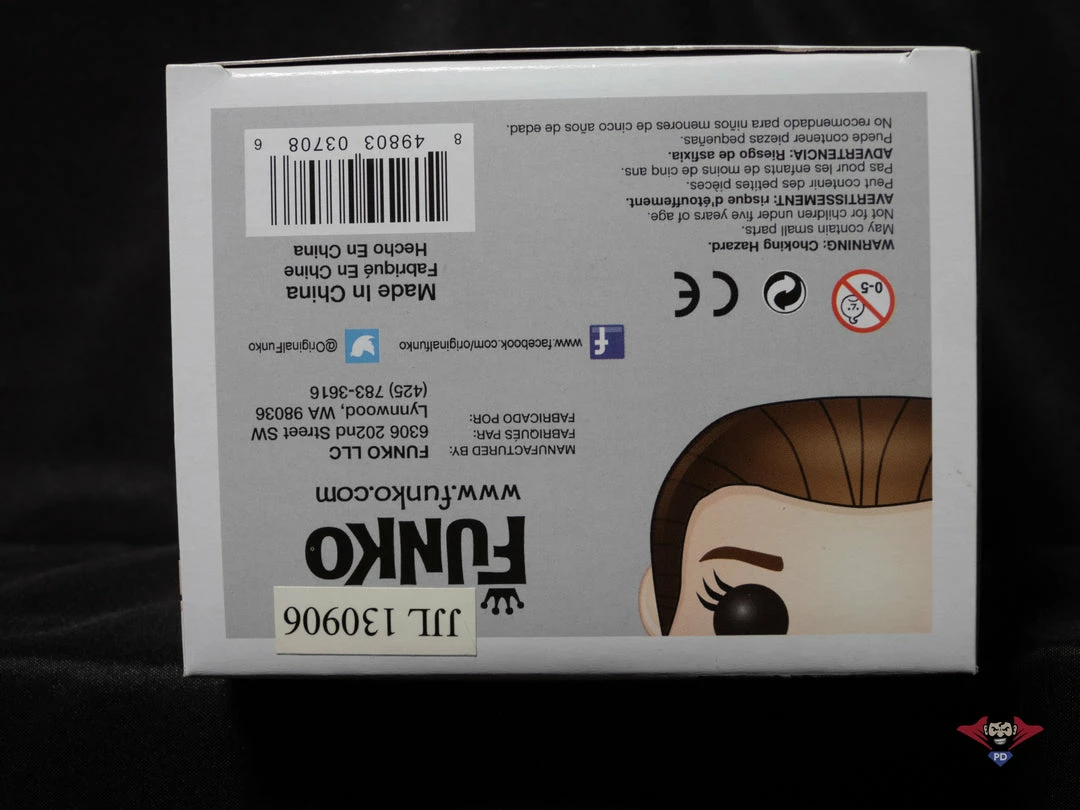 JJL 130906
FUNKO
www.funko.com
MANUFACTURED BY:
FABRIQUÉS PAR:
FABRICADO POR:
FUNKO LLC
6306 202nd Street SW
Lynnwood, WA 98036
(425) 783-3616
www.facebook.com/originalfunko
@OriginalFunko
0-5
CE
WARNING: Choking Hazard.
May contain small parts.
Not for children under five years of age.
AVERTISSEMENT: risque d'étouffement.
Peut contenir des petites pièces.
Pas pour les enfants de moins de cinq ans.
ADVERTENCIA: Riesgo de asfixia.
Puede contener piezas pequeñas.
No recomendado para niños menores de cinco años de edad.
Made In China
Fabriqué En Chine
Hecho En China
8 49803 03708 6
PD